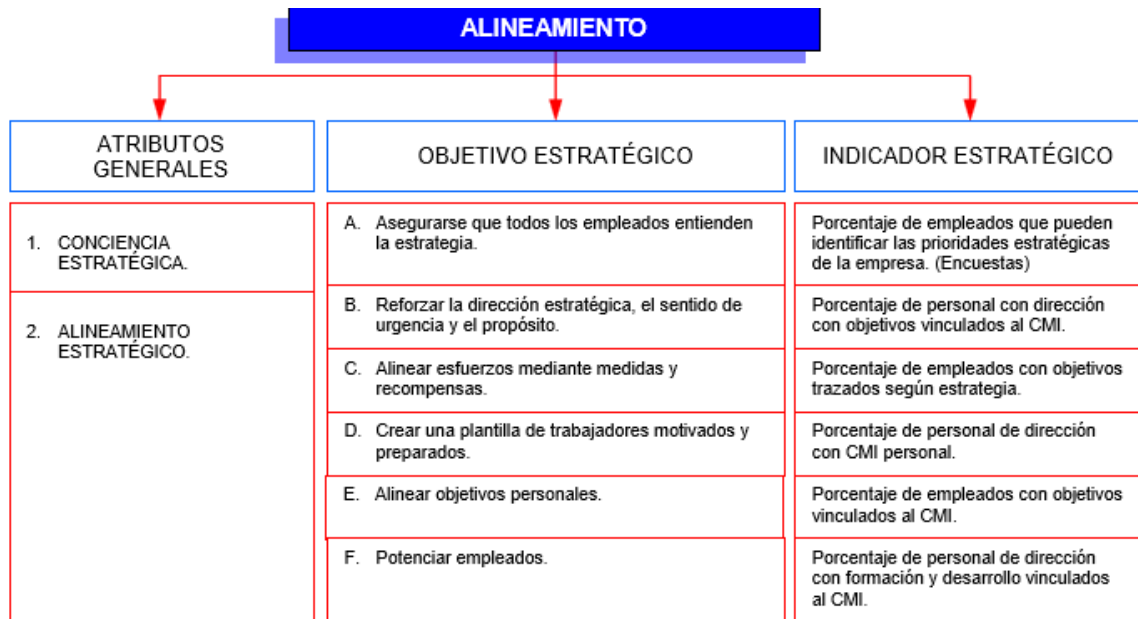 ALINEAMIENTO
ATRIBUTOS
GENERALES
OBJETIVO ESTRATÉGICO
INDICADOR ESTRATÉGICO
1. CONCIENCIA
ESTRATÉGICA.
A. Asegurarse que todos los empleados entienden
la estrategia.
Porcentaje de empleados que pueden
identificar las prioridades estratégicas
de la empresa. (Encuestas)
2. ALINEAMIENTO
ESTRATÉGICO.
B. Reforzar la dirección estratégica, el sentido de
urgencia y el propósito.
Porcentaje de personal con dirección
con objetivos vinculados al CMI.
C. Alinear esfuerzos mediante medidas y
recompensas.
Porcentaje de empleados con objetivos
trazados según estrategia.
D. Crear una plantilla de trabajadores motivados y
preparados.
Porcentaje de personal de dirección
con CMI personal.
E. Alinear objetivos personales.
Porcentaje de empleados con objetivos
vinculados al CMI.
F. Potenciar empleados.
Porcentaje de personal de dirección
con formación y desarrollo vinculados
al CMI.